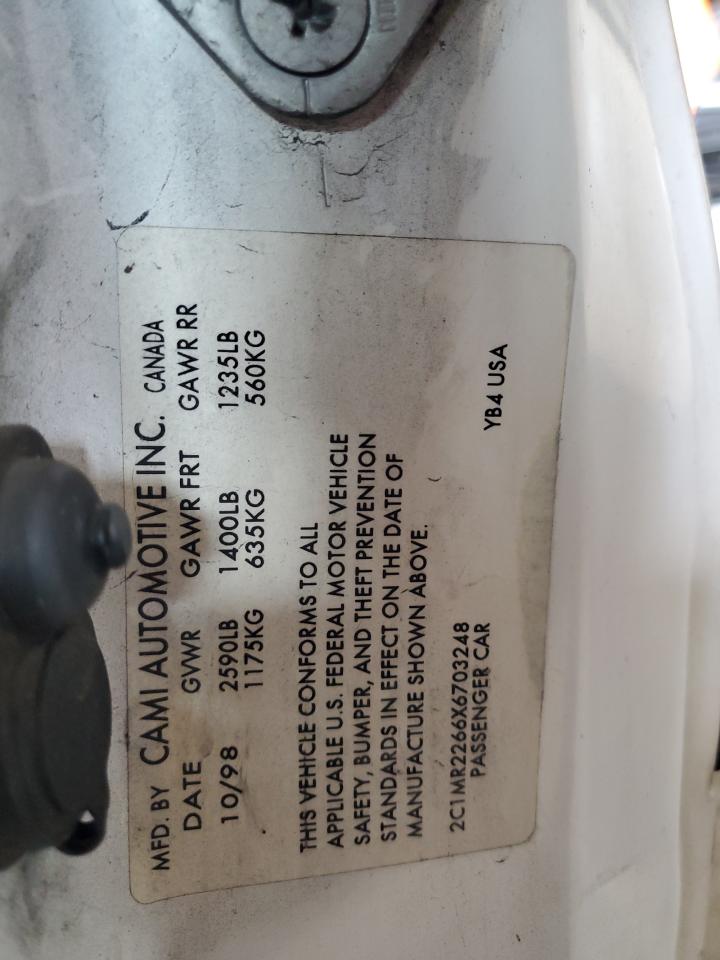 MFD. BY CAMI AUTOMOTIVE INC. CANADA
DATE GVWR GAWR FRT GAWR RR
10/98 2590LB 1400LB 1235LB
1175KG 635KG 560KG
THIS VEHICLE CONFORMS TO ALL
APPLICABLE U.S. FEDERAL MOTOR VEHICLE
SAFETY, BUMPER, AND THEFT PREVENTION
STANDARDS IN EFFECT ON THE DATE OF
MANUFACTURE SHOWN ABOVE.
2C1MR2266X6703248
PASSENGER CAR
YB4 USA